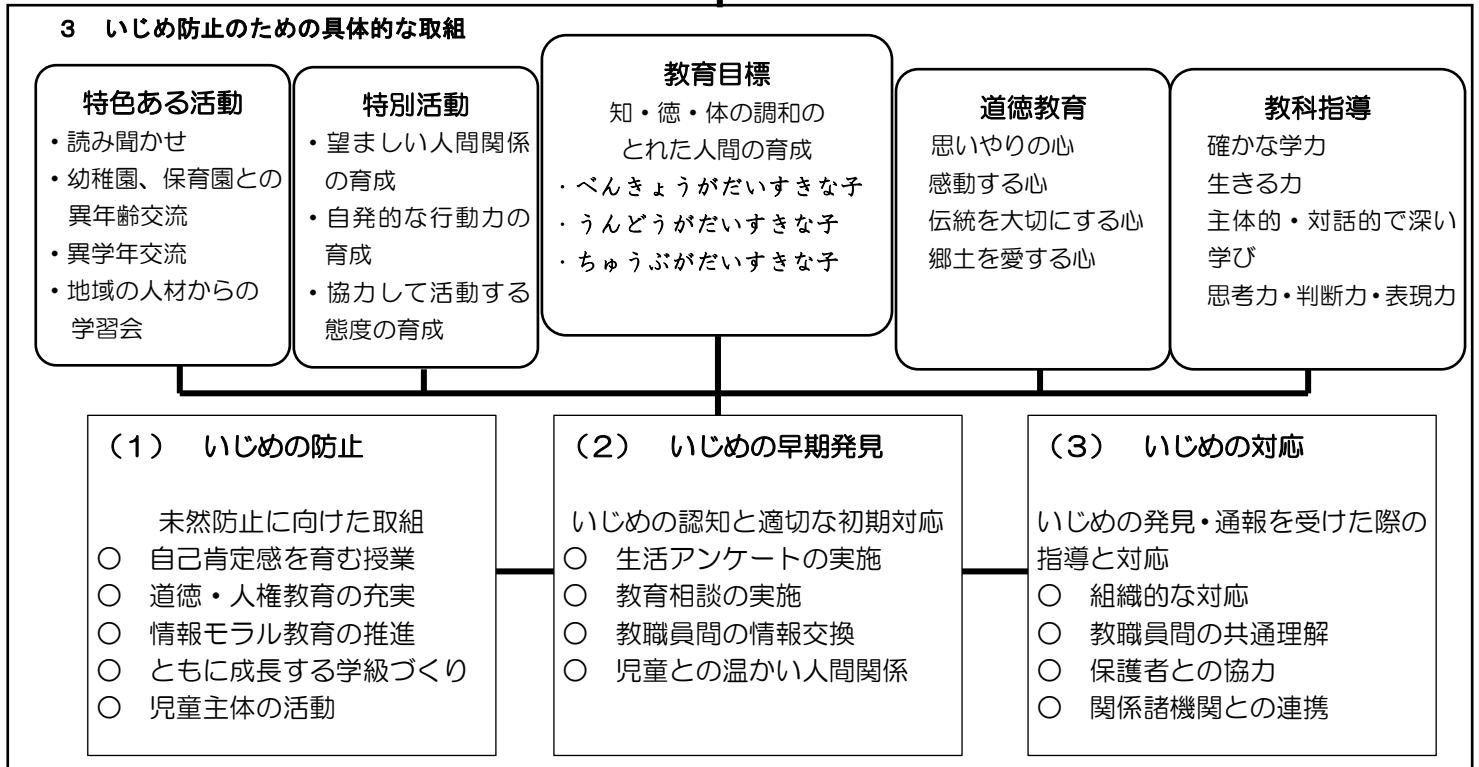 3 いじめ防止のための具体的な取組
特色ある活動
・読み聞かせ
・幼稚園、保育園との
異年齢交流
・異学年交流
・地域の人材からの
学習会
特別活動
・望ましい人間関係
の育成
・自発的な行動力の
育成
・協力して活動する
態度の育成
教育目標
知・徳・体の調和の
とれた人間の育成
・べんきょうがだいすきな子
・うんどうがだいすきな子
・ちゅうぶがだいすきな子
道徳教育
思いやりの心
感動する心
伝統を大切にする心
郷土を愛する心
教科指導
確かな学力
生きる力
主体的・対話的で深い
学び
思考力・判断力・表現力
(1) いじめの防止
未然防止に向けた取組
○ 自己肯定感を育む授業
○ 道徳・人権教育の充実
○ 情報モラル教育の推進
○ ともに成長する学級づくり
○ 児童主体の活動
(2) いじめの早期発見
いじめの認知と適切な初期対応
○ 生活アンケートの実施
○ 教育相談の実施
○ 教職員間の情報交換
○ 児童との温かい人間関係
(3) いじめの対応
いじめの発見・通報を受けた際の
指導と対応
○ 組織的な対応
○ 教職員間の共通理解
○ 保護者との協力
○ 関係諸機関との連携